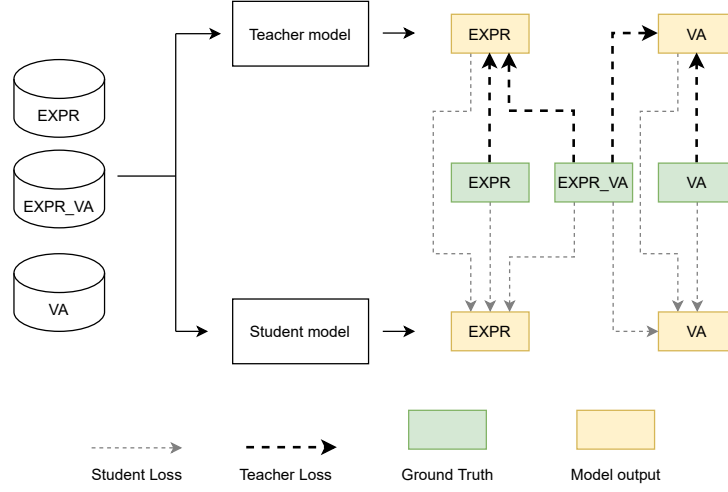 Teacher model
EXPR
VA
EXPR
EXPR_VA
VA
EXPR
EXPR_VA
VA
Student model
EXPR
VA
Student Loss
Teacher Loss
Ground Truth
Model output